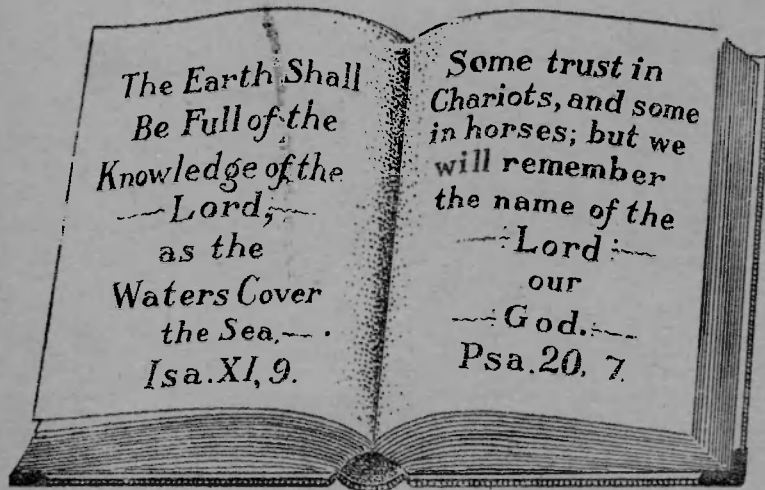 The Earth Shall
Be Full of the
Knowledge of the
Lord,
as the
Waters Cover
the Sea.
Isa. XI, 9.
Some trust in
Chariots, and some
in horses; but we
will remember
the name of the
Lord
our
God.
Psa. 20, 7.